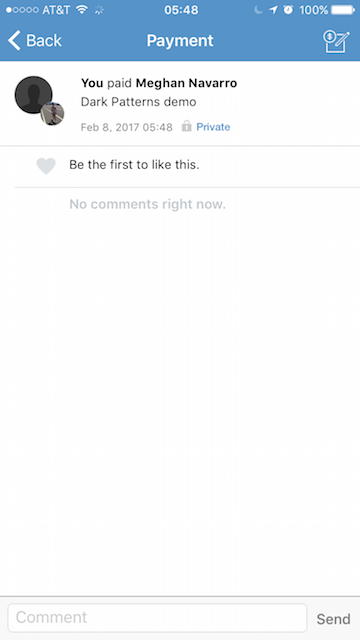 AT&T 05:48 100%
Back Payment
$
You paid Meghan Navarro
Dark Patterns demo
Feb 8, 2017 05:48 Private
Be the first to like this.
No comments right now.
Comment Send